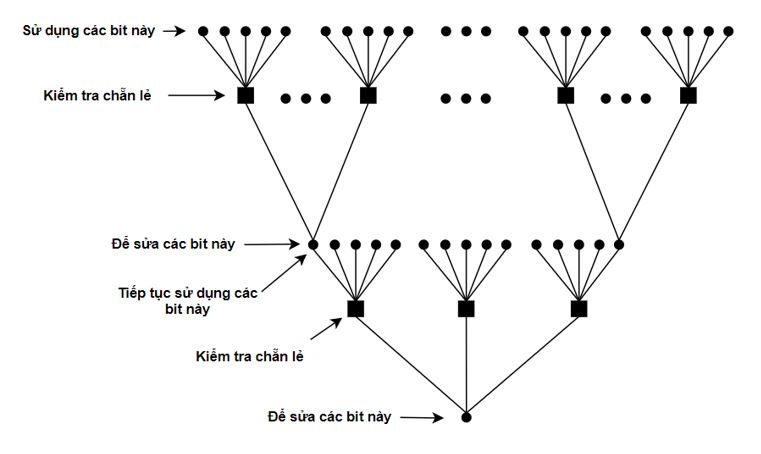 Sử dụng các bit này
Kiểm tra chẵn lẻ
Để sửa các bit này
Tiếp tục sử dụng các
bit này
Kiểm tra chẵn lẻ
Để sửa các bit này